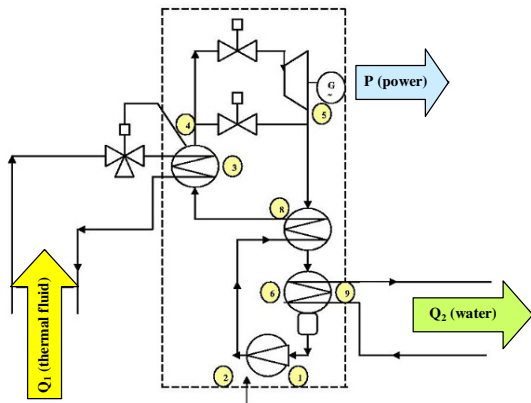 G
~
P (power)
4
5
3
8
6
9
Q₁ (thermal fluid)
Q₂ (water)
2
1